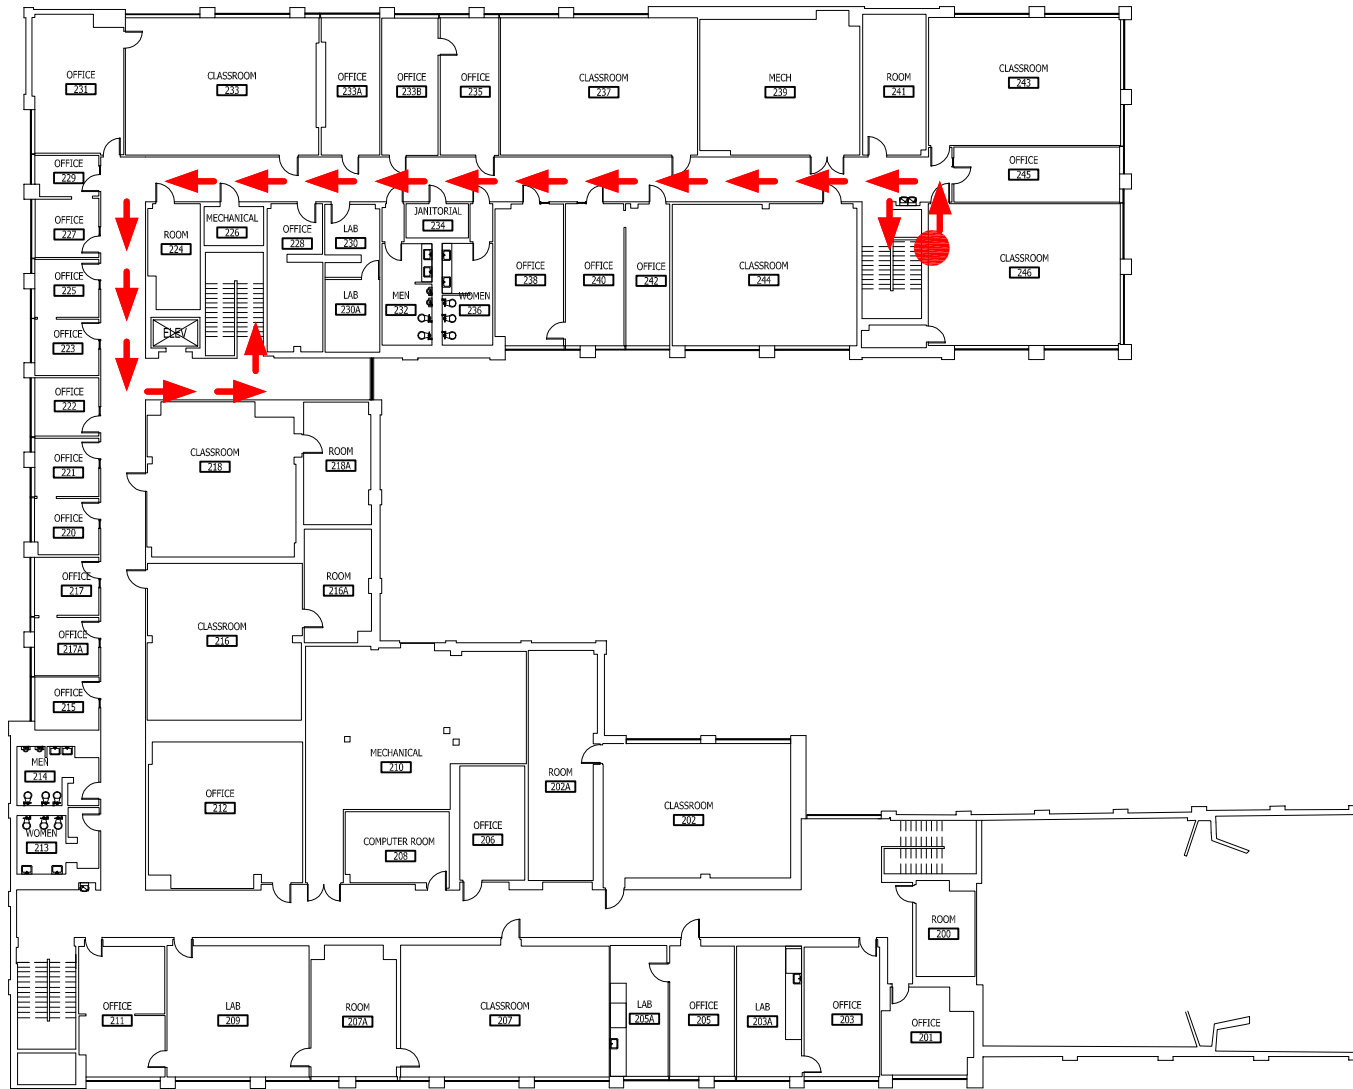 OFFICE
231
CLASSROOM
233
OFFICE
233A
OFFICE
233B
OFFICE
235
CLASSROOM
237
MECH
239
ROOM
241
CLASSROOM
243
OFFICE
229
OFFICE
245
OFFICE
227
ROOM
224
MECHANICAL
226
OFFICE
228
LAB
230
JANITORIAL
234
OFFICE
225
LAB
230A
MEN
232
WOMEN
236
OFFICE
238
OFFICE
240
OFFICE
242
CLASSROOM
244
CLASSROOM
246
OFFICE
223
ELEV
OFFICE
222
CLASSROOM
218
ROOM
218A
OFFICE
221
OFFICE
220
OFFICE
217
ROOM
216A
CLASSROOM
216
OFFICE
217A
OFFICE
215
MEN
214
MECHANICAL
210
ROOM
202A
OFFICE
212
CLASSROOM
202
WOMEN
213
COMPUTER ROOM
208
OFFICE
206
ROOM
200
OFFICE
211
LAB
209
ROOM
207A
CLASSROOM
207
LAB
205A
OFFICE
205
LAB
203A
OFFICE
203
OFFICE
201